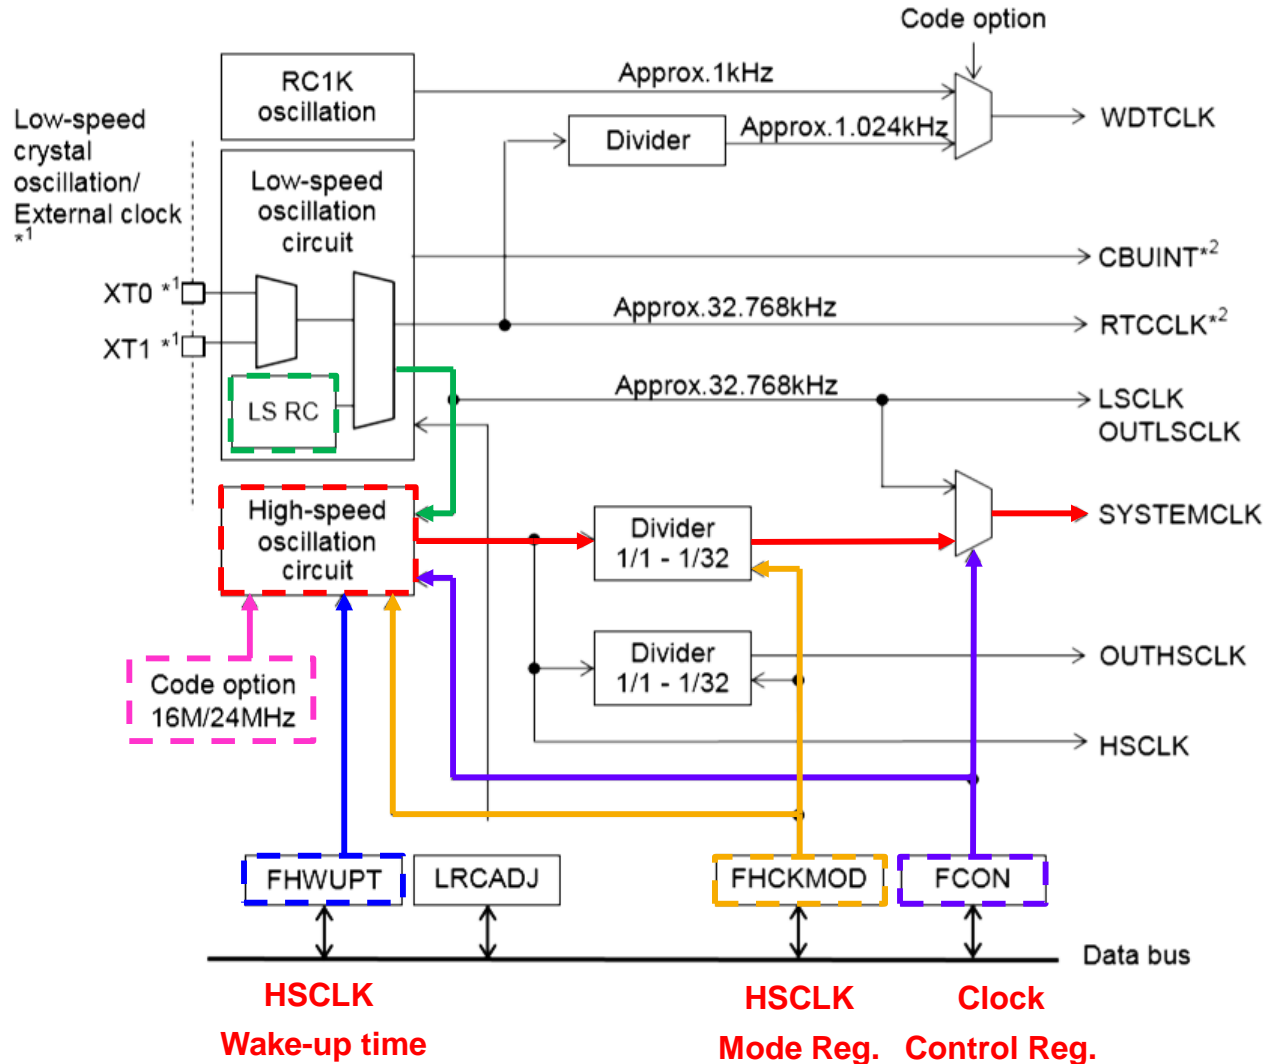 Code option
RC1K
oscillation
Approx.1kHz
WDTCLK
Low-speed
crystal
oscillation/
External clock
*1
Divider
Approx.1.024kHz
Low-speed
oscillation
circuit
CBUINT*2
XT0 *1
Approx.32.768kHz
RTCCLK*2
XT1 *1
LS RC
Approx.32.768kHz
LSCLK
OUTLSCLK
High-speed
oscillation
circuit
Divider
1/1 - 1/32
SYSTEMCLK
Divider
1/1 - 1/32
OUTHSCLK
Code option
16M/24MHz
HSCLK
FHWUPT
LRCADJ
FHCKMOD
FCON
Data bus
HSCLK
Wake-up time
HSCLK
Mode Reg.
Clock
Control Reg.